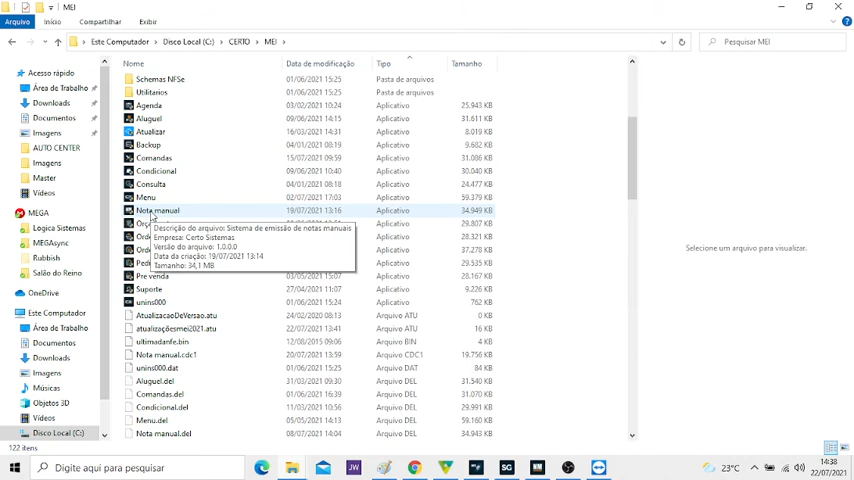 MEI
Arquivo Início Compartilhar Exibir
Este Computador Disco Local (C:) CERTO MEI
Pesquisar MEI
Nome Data de modificação Tipo Tamanho
Acesso rápido
Área de Trabalho
Downloads
Documentos
Imagens
AUTO CENTER
Imagens
Master
Vídeos
MEGA
Logica Sistemas
MEGAsync
Rubbish
Salão do Reino
OneDrive
Este Computador
Área de Trabalho
Documentos
Downloads
Imagens
Músicas
Objetos 3D
Vídeos
Disco Local (C:)
Schemas NFSe 01/06/2021 15:25 Pasta de arquivos
Utilitarios 01/06/2021 15:25 Pasta de arquivos
Agenda 03/02/2021 10:24 Aplicativo 25.943 KB
Aluguel 09/06/2021 14:15 Aplicativo 31.611 KB
Atualizar 16/03/2021 14:31 Aplicativo 8.019 KB
Backup 04/01/2021 08:19 Aplicativo 9.682 KB
Comandas 15/07/2021 09:59 Aplicativo 31.086 KB
Condicional 10/06/2021 09:00 Aplicativo 30.040 KB
Consulta 04/01/2021 08:18 Aplicativo 24.477 KB
Menu 02/07/2021 17:03 Aplicativo 59.379 KB
Nota manual 19/07/2021 13:16 Aplicativo 34.949 KB
Aplicativo 29.807 KB
Aplicativo
Aplicativo 37.278 KB
Aplicativo 29.535 KB
Descrição do arquivo: Sistema de emissão de notas manuais
Empresa: Certo Sistemas
Versão do arquivo: 1.0.0.0
Data da criação: 19/07/2021 13:14
Tamanho: 34,1 MB
Pre venda 03/05/2021 15:07 Aplicativo 28.167 KB
Suporte 27/04/2021 11:07 Aplicativo 9.226 KB
unins000 01/06/2021 15:24 Aplicativo 762 KB
AtualizacaoDeVersao.atu 24/02/2020 08:13 Arquivo ATU 0 KB
atualizaçõesmei2021.atu 22/07/2021 13:41 Arquivo ATU 16 KB
ultimadanfe.bin 12/08/2015 09:06 Arquivo BIN 4 KB
Nota manual.cdc1 20/07/2021 13:59 Arquivo CDC1 19.756 KB
unins000.dat 01/06/2021 15:25 Arquivo DAT 84 KB
Aluguel.del 31/03/2021 09:30 Arquivo DEL 31.540 KB
Comandas.del 01/06/2021 16:39 Arquivo DEL 31.070 KB
Condicional.del 11/03/2021 10:56 Arquivo DEL 29.991 KB
Menu.del 05/05/2021 14:13 Arquivo DEL 59.160 KB
Nota manual.del 08/07/2021 14:04 Arquivo DEL 34.943 KB
Selecione um arquivo para visualizar.
122 itens
Digite aqui para pesquisar
JW
SG
23°C
14:38
22/07/2021